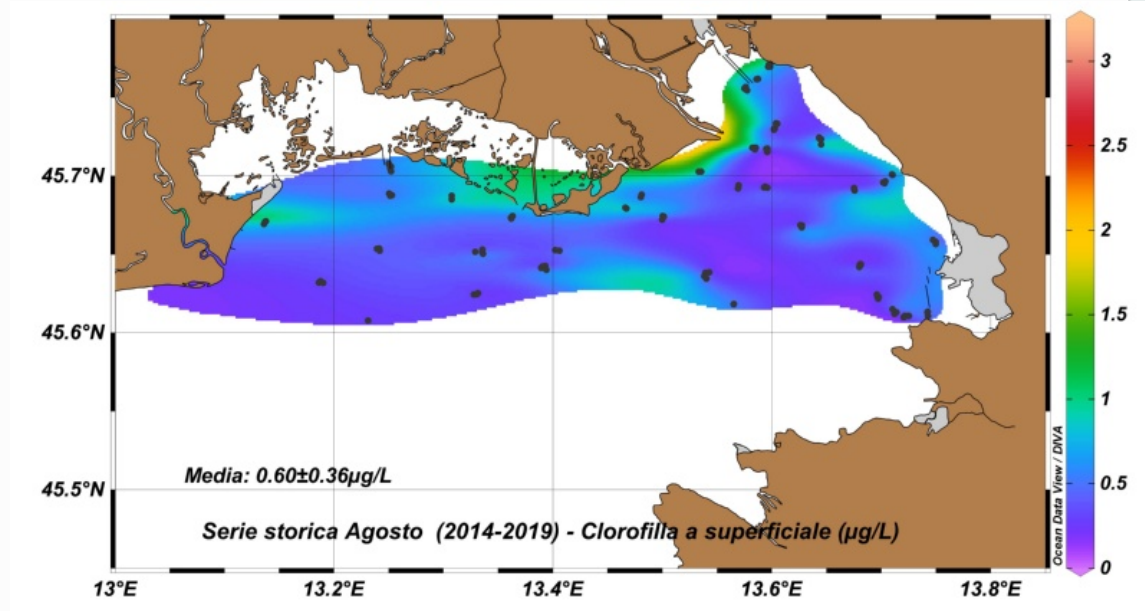 45.7°N
45.6°N
45.5°N
Media: 0.60±0.36µg/L
Serie storica Agosto (2014-2019) - Clorofilla a superficiale (µg/L)
13°E
13.2°E
13.4°E
13.6°E
13.8°E
Ocean Data View / DIVA
3
2.5
2
1.5
1
0.5
0